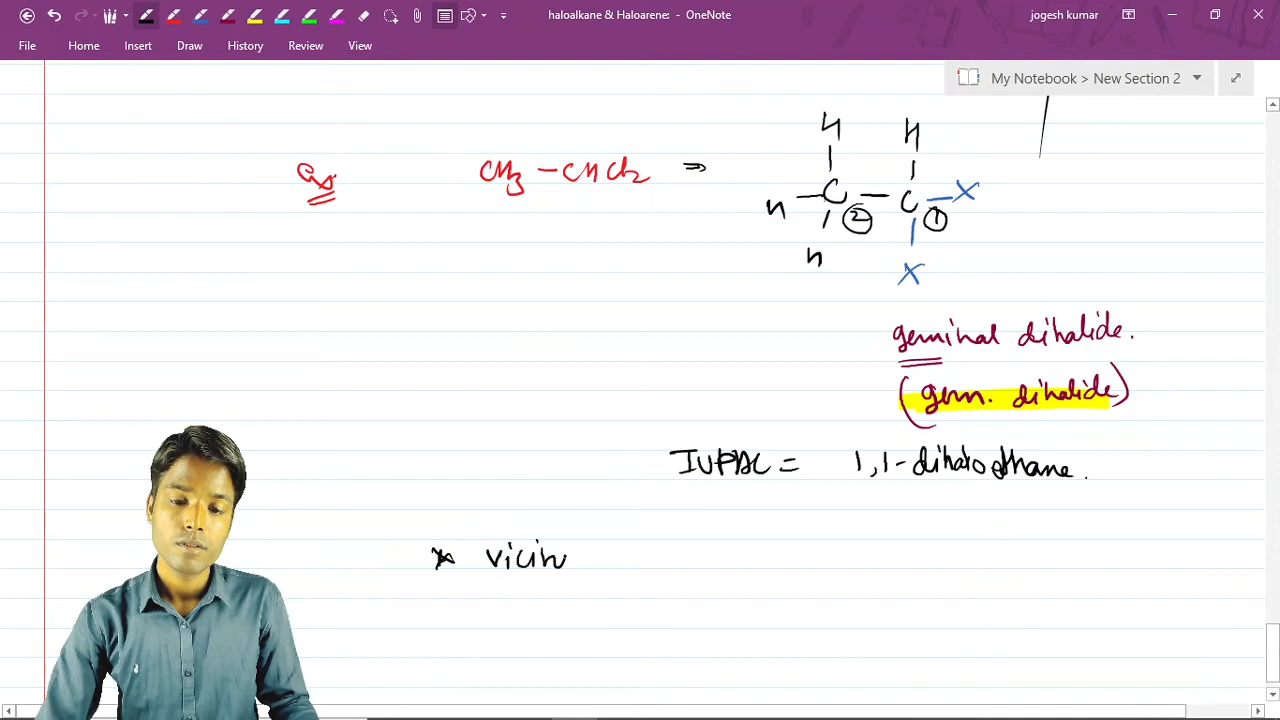 haloalkane & Haloarene: - OneNote
jogesh kumar
File Home Insert Draw History Review View
My Notebook > New Section 2
H H
CH3 - CHCl2 ⇒
H - C - C - X
② ①
H X
geminal dihalide.
(gem. dihalide)
IUPAC = 1,1-dihaloethane.
* vicin